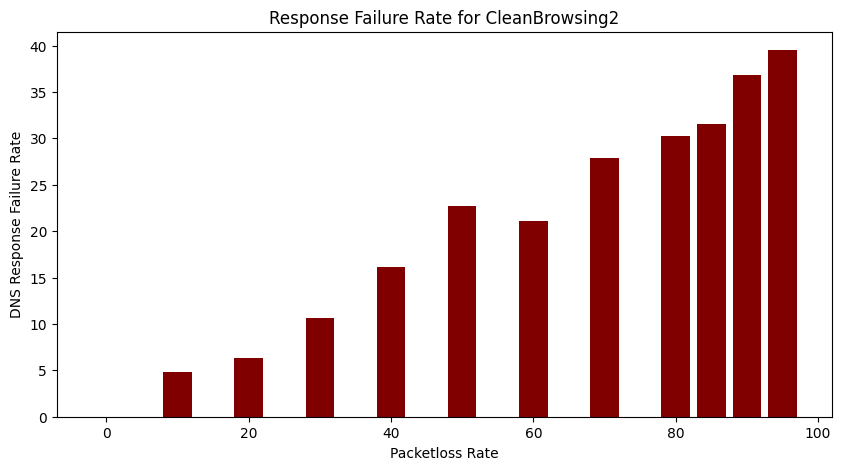 Response Failure Rate for CleanBrowsing2
DNS Response Failure Rate
40
35
30
25
20
15
10
5
0
0 20 40 60 80 100
Packetloss Rate